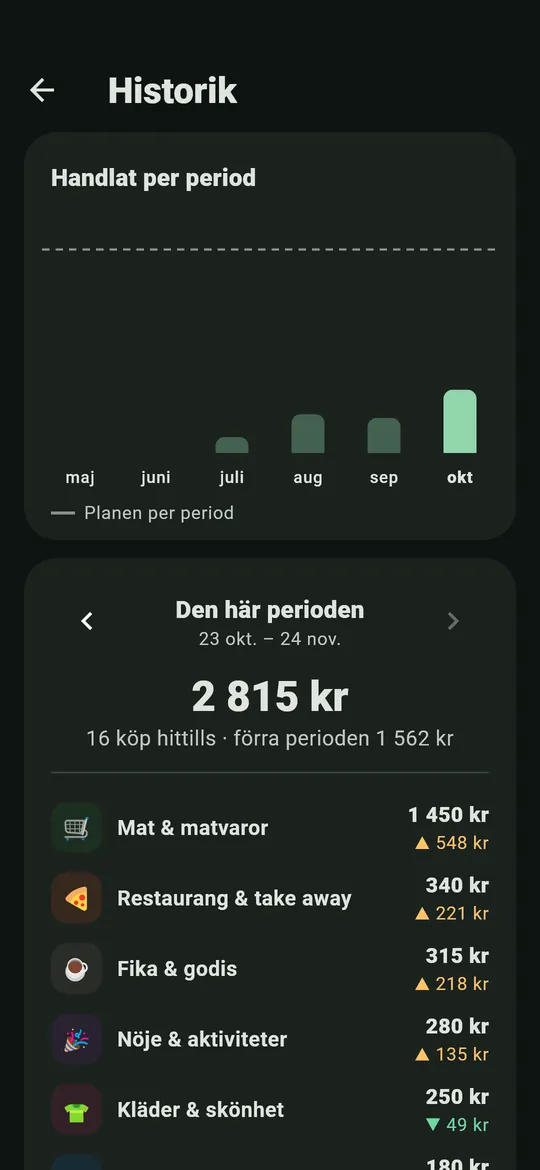 Historik
Handlat per period
maj juni juli aug sep okt
Planen per period
Den här perioden
23 okt. – 24 nov.
2 815 kr
16 köp hittills · förra perioden 1 562 kr
Mat & matvaror 1 450 kr
▲ 548 kr
Restaurang & take away 340 kr
▲ 221 kr
Fika & godis 315 kr
▲ 218 kr
Nöje & aktiviteter 280 kr
▲ 135 kr
Kläder & skönhet 250 kr
▼ 49 kr
180 kr